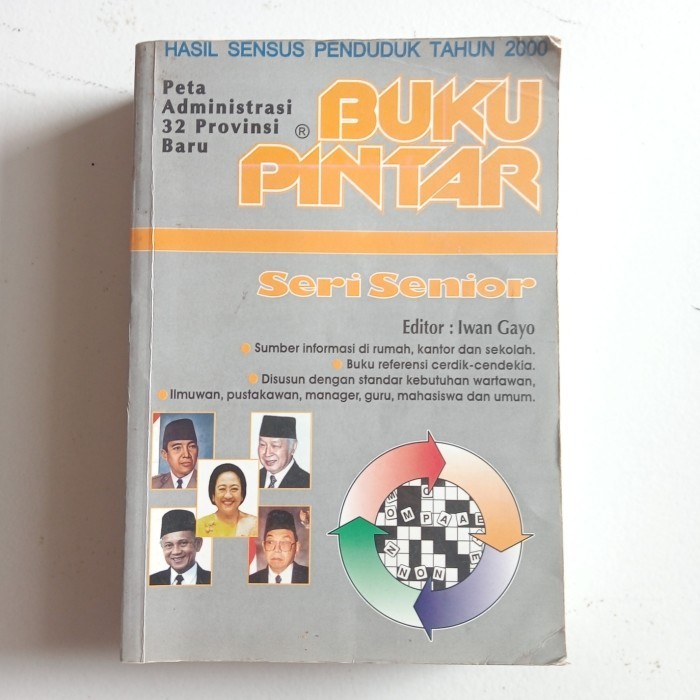 HASIL SENSUS PENDUDUK TAHUN 2000
Peta
Administrasi
32 Provinsi
Baru
® BUKU
PINTAR
Seri Senior
Editor : Iwan Gayo
Sumber informasi di rumah, kantor dan sekolah.
Buku referensi cerdik-cendekia.
Disusun dengan standar kebutuhan wartawan,
Ilmuwan, pustakawan, manager, guru, mahasiswa dan umum.